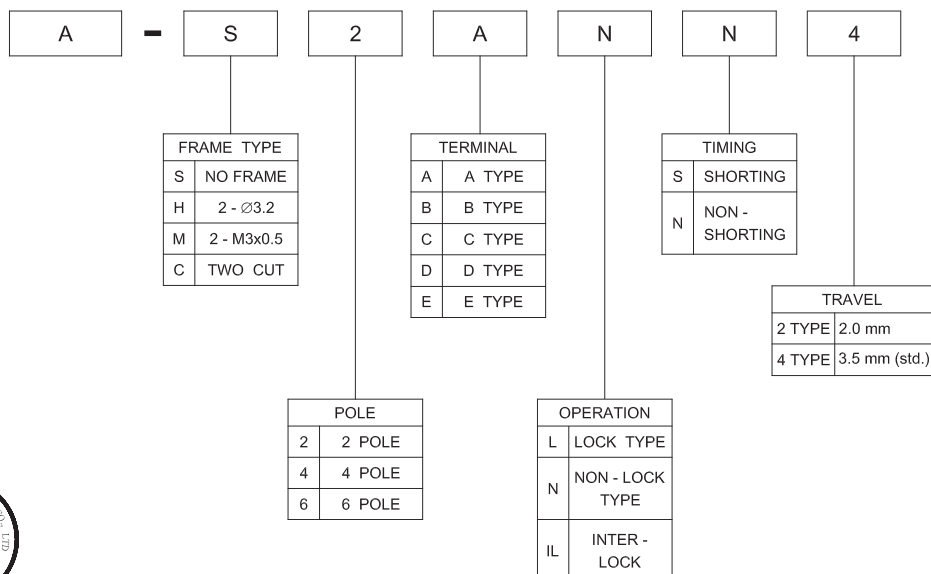 A - S 2 A N N 4
FRAME TYPE
S NO FRAME
H 2 - Ø3.2
M 2 - M3x0.5
C TWO CUT
TERMINAL
A A TYPE
B B TYPE
C C TYPE
D D TYPE
E E TYPE
TIMING
S SHORTING
N NON -
SHORTING
TRAVEL
2 TYPE 2.0 mm
4 TYPE 3.5 mm (std.)
POLE
2 2 POLE
4 4 POLE
6 6 POLE
OPERATION
L LOCK TYPE
N NON - LOCK
TYPE
IL INTER -
LOCK
LTD